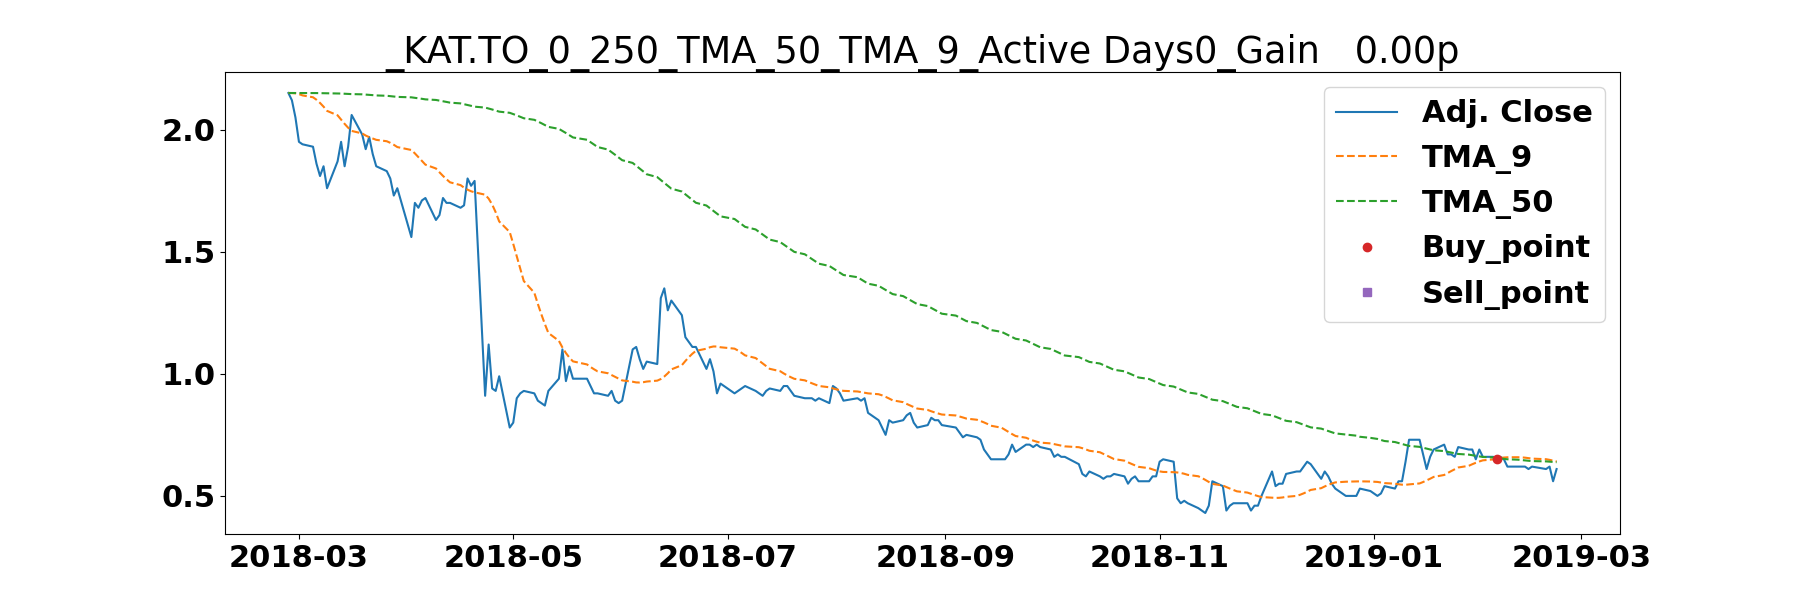 _KAT.TO_0_250_TMA_50_TMA_9_Active Days0_Gain   0.00p
Adj. Close
TMA_9
TMA_50
Buy_point
Sell_point
2.0
1.5
1.0
0.5
2018-03 2018-05 2018-07 2018-09 2018-11 2019-01 2019-03